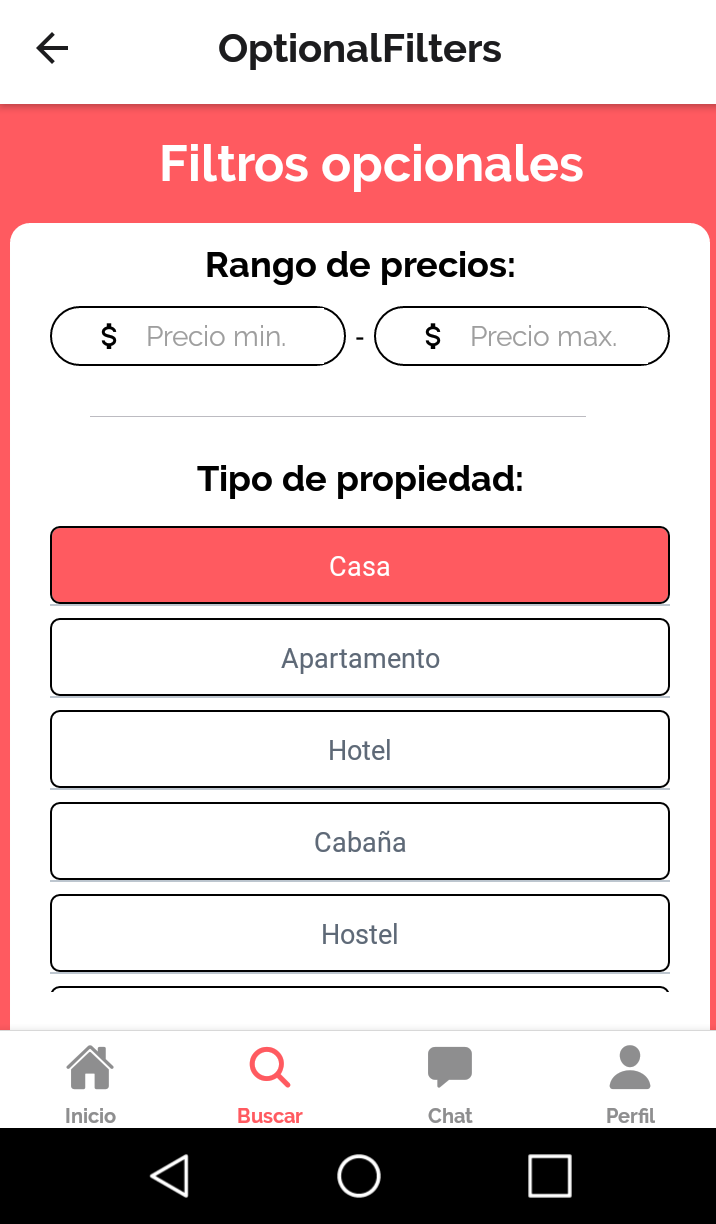 OptionalFilters
Filtros opcionales
Rango de precios:
$ Precio min. - $ Precio max.
Tipo de propiedad:
Casa
Apartamento
Hotel
Cabaña
Hostel
Inicio Buscar Chat Perfil